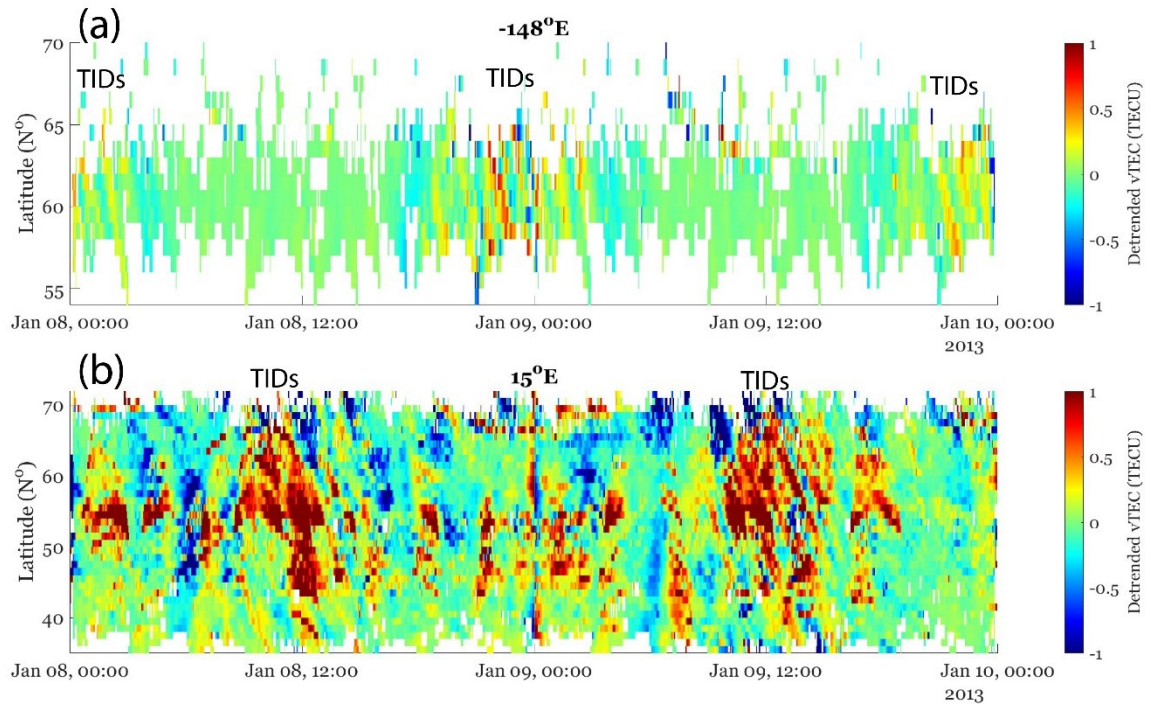 (a)
-148⁰E
TIDs
TIDs
TIDs
70
65
60
55
Latitude (N⁰)
Jan 08, 00:00
Jan 08, 12:00
Jan 09, 00:00
Jan 09, 12:00
Jan 10, 00:00
2013
1
0.5
0
-0.5
-1
Detrended vTEC (TECU)
(b)
15⁰E
TIDs
TIDs
70
60
50
40
Latitude (N⁰)
Jan 08, 00:00
Jan 08, 12:00
Jan 09, 00:00
Jan 09, 12:00
Jan 10, 00:00
2013
1
0.5
0
-0.5
-1
Detrended vTEC (TECU)